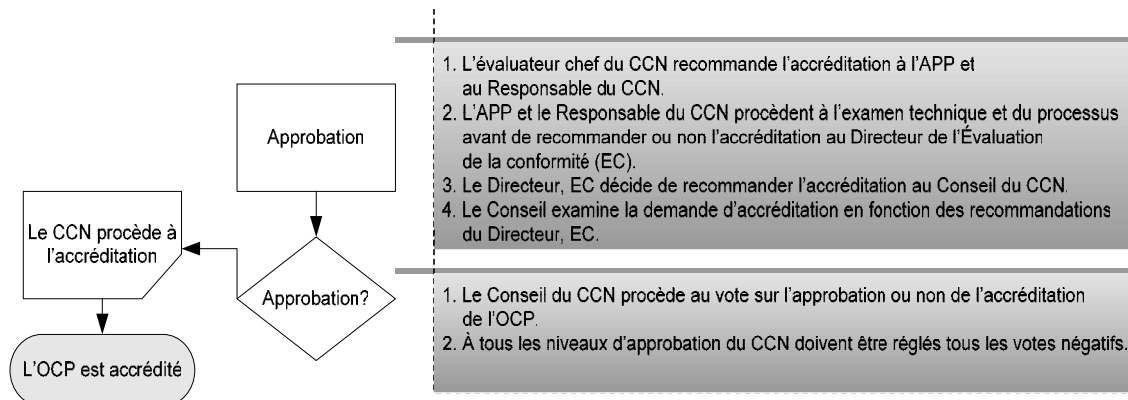 Approbation
1. L'évaluateur chef du CCN recommande l'accréditation à l'APP et
au Responsable du CCN.
2. L'APP et le Responsable du CCN procèdent à l'examen technique et du processus
avant de recommander ou non l'accréditation au Directeur de l'Évaluation
de la conformité (EC).
3. Le Directeur, EC décide de recommander l'accréditation au Conseil du CCN.
4. Le Conseil examine la demande d'accréditation en fonction des recommandations
du Directeur, EC.
Approbation?
1. Le Conseil du CCN procède au vote sur l'approbation ou non de l'accréditation
de l'OCP.
2. À tous les niveaux d'approbation du CCN doivent être réglés tous les votes négatifs.
Le CCN procède à
l'accréditation
L'OCP est accrédité